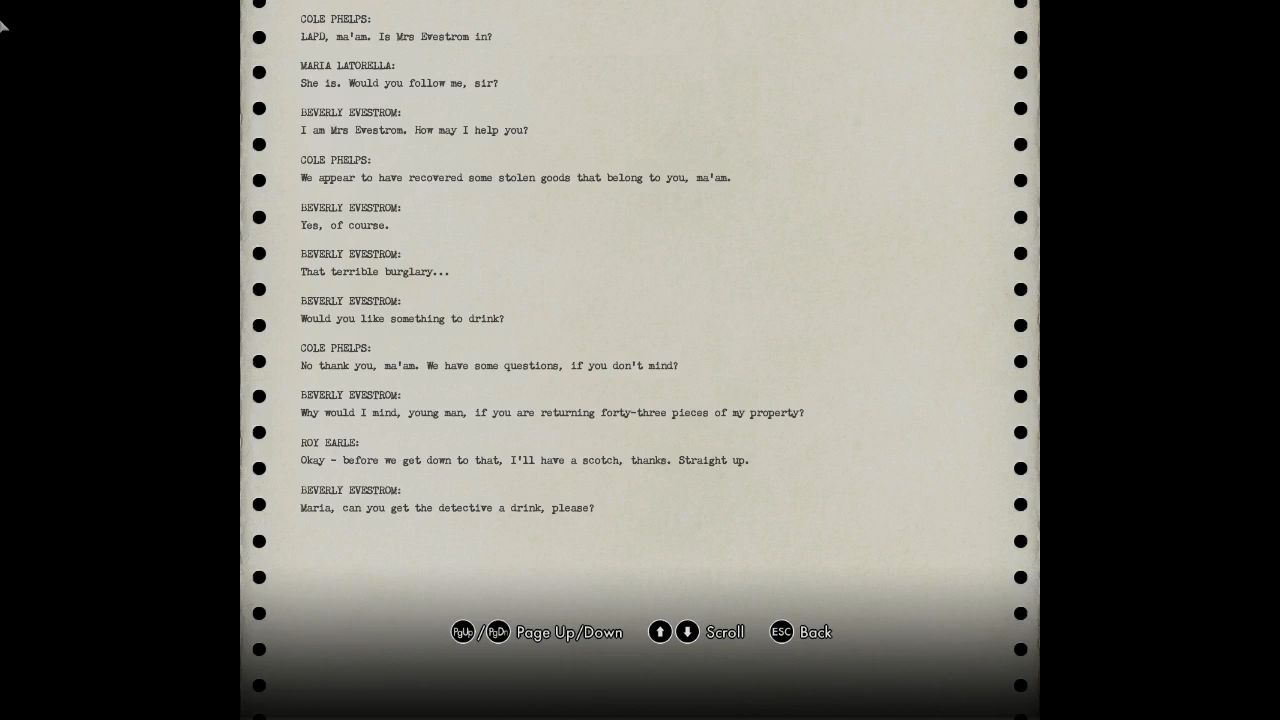 COLE PHELPS:
LAPD, ma'am. Is Mrs Evestrom in?
MARIA LATORELLA:
She is. Would you follow me, sir?
BEVERLY EVESTROM:
I am Mrs Evestrom. How may I help you?
COLE PHELPS:
We appear to have recovered some stolen goods that belong to you, ma'am.
BEVERLY EVESTROM:
Yes, of course.
BEVERLY EVESTROM:
That terrible burglary...
BEVERLY EVESTROM:
Would you like something to drink?
COLE PHELPS:
No thank you, ma'am. We have some questions, if you don't mind?
BEVERLY EVESTROM:
Why would I mind, young man, if you are returning forty-three pieces of my property?
ROY EARLE:
Okay - before we get down to that, I'll have a scotch, thanks. Straight up.
BEVERLY EVESTROM:
Maria, can you get the detective a drink, please?
PgUp/PgDn Page Up/Down Scroll ESC Back